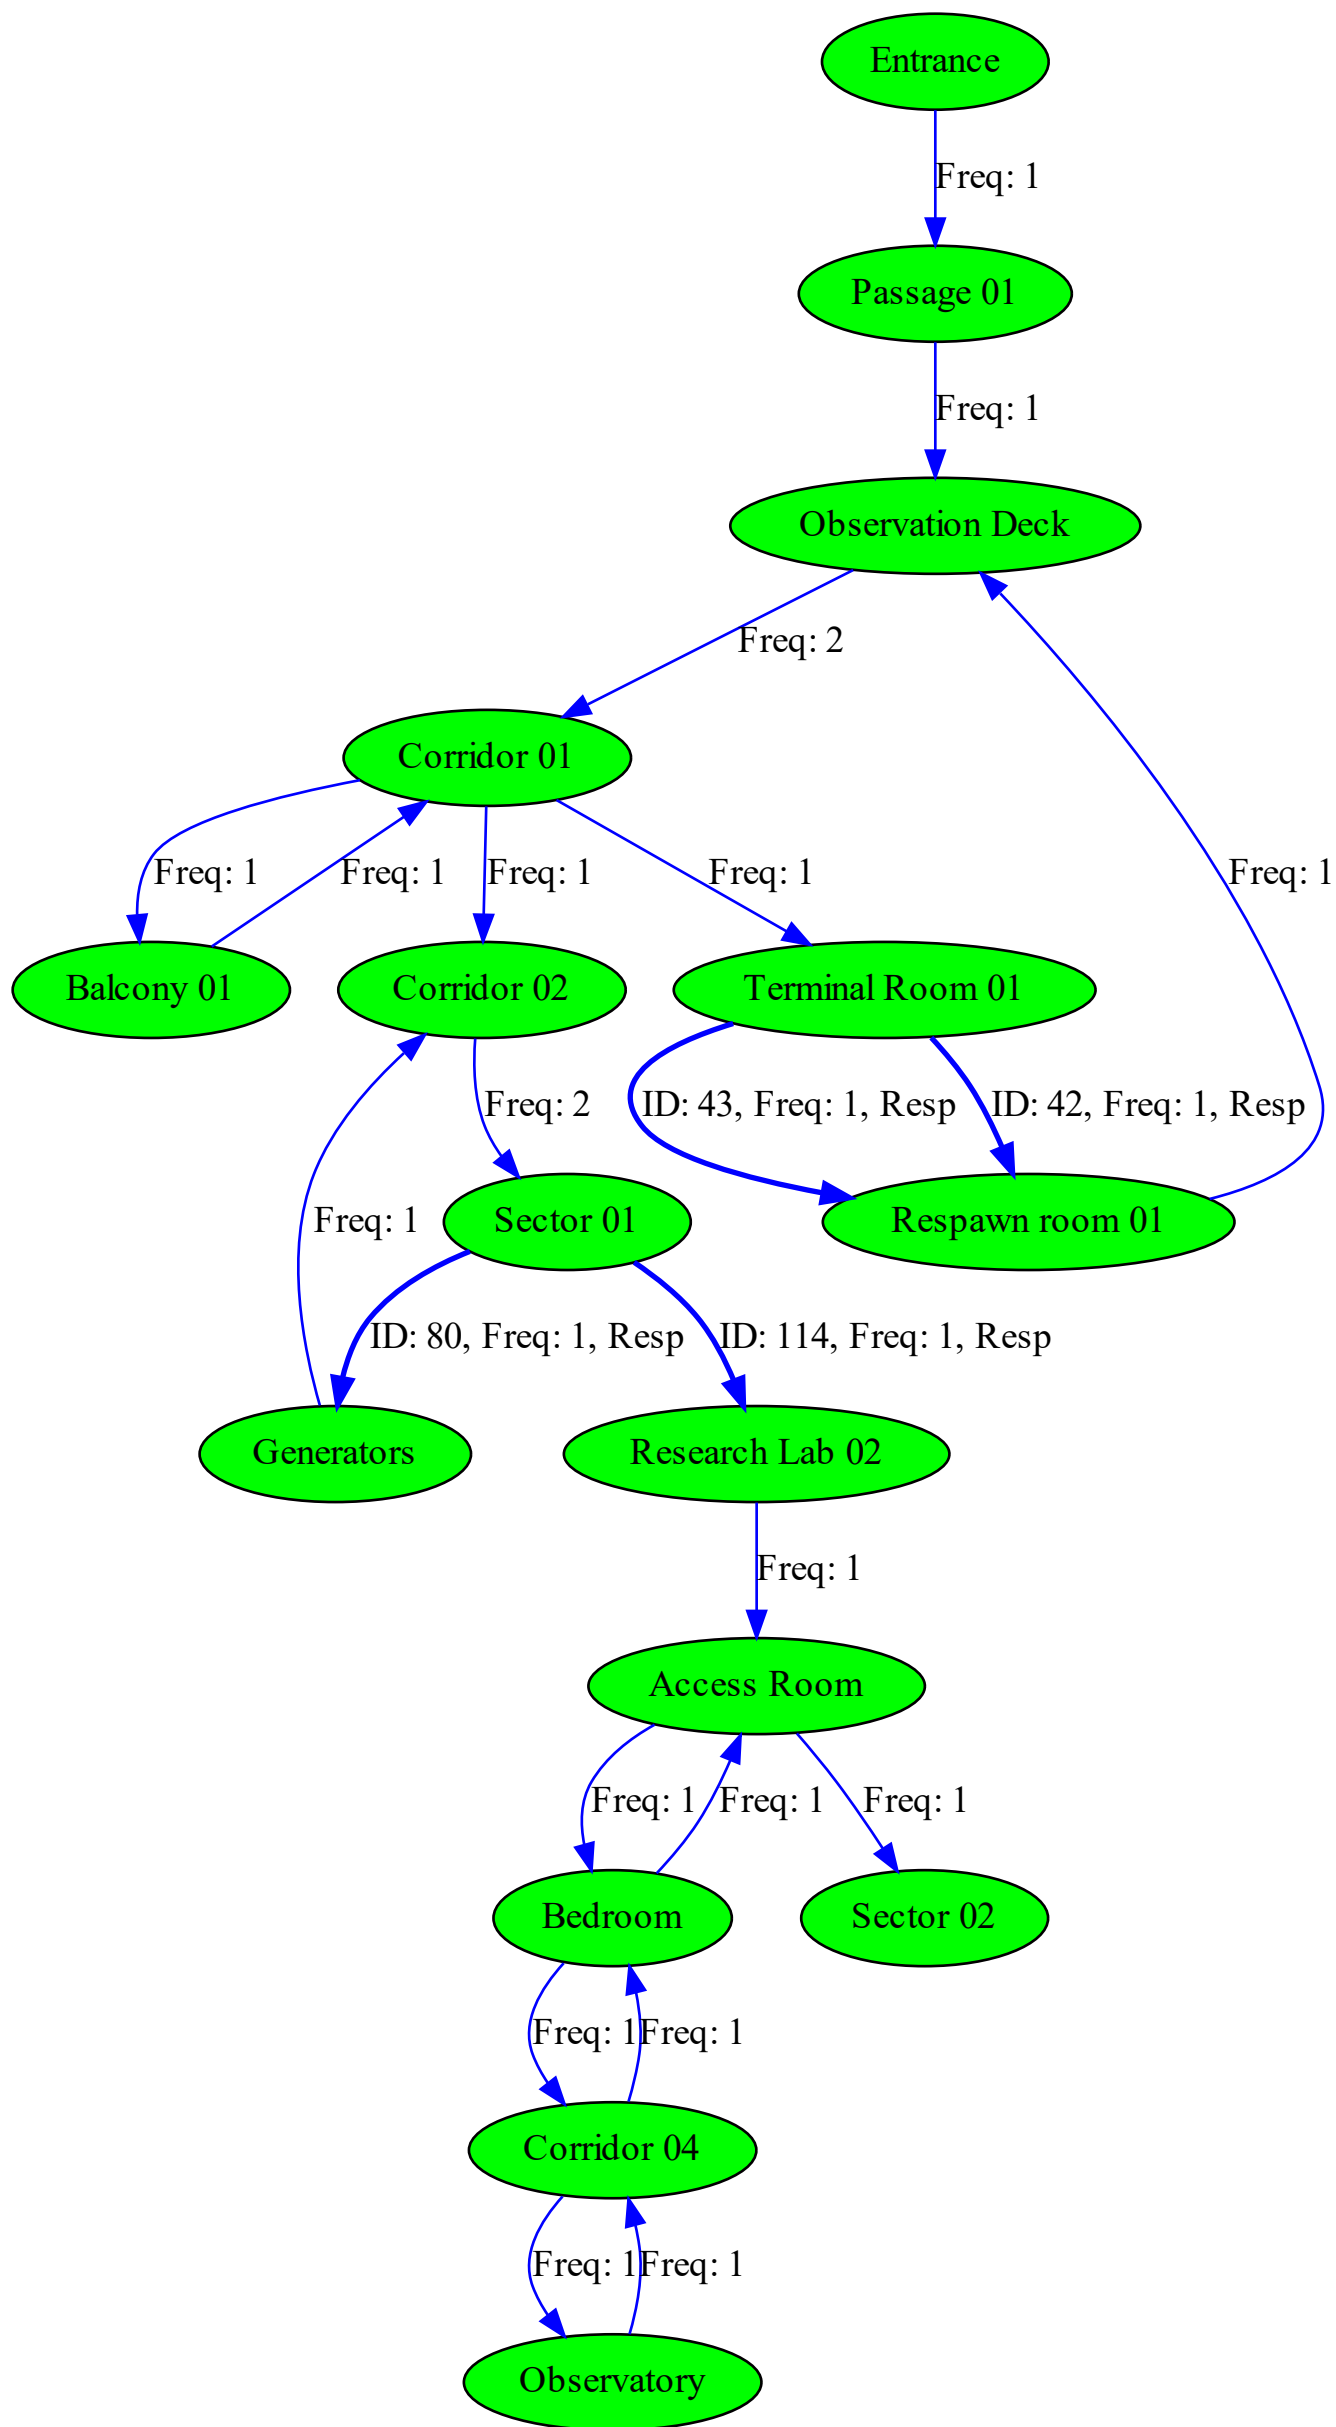 Entrance
Freq: 1
Passage 01
Freq: 1
Observation Deck
Freq: 2
Corridor 01
Freq: 1
Freq: 1
Freq: 1
Freq: 1
Freq: 1
Balcony 01
Corridor 02
Terminal Room 01
Freq: 2
ID: 43, Freq: 1, Resp
ID: 42, Freq: 1, Resp
Freq: 1
Sector 01
Respawn room 01
ID: 80, Freq: 1, Resp
ID: 114, Freq: 1, Resp
Generators
Research Lab 02
Freq: 1
Access Room
Freq: 1
Freq: 1
Freq: 1
Bedroom
Sector 02
Freq: 1
Freq: 1
Corridor 04
Freq: 1
Freq: 1
Observatory